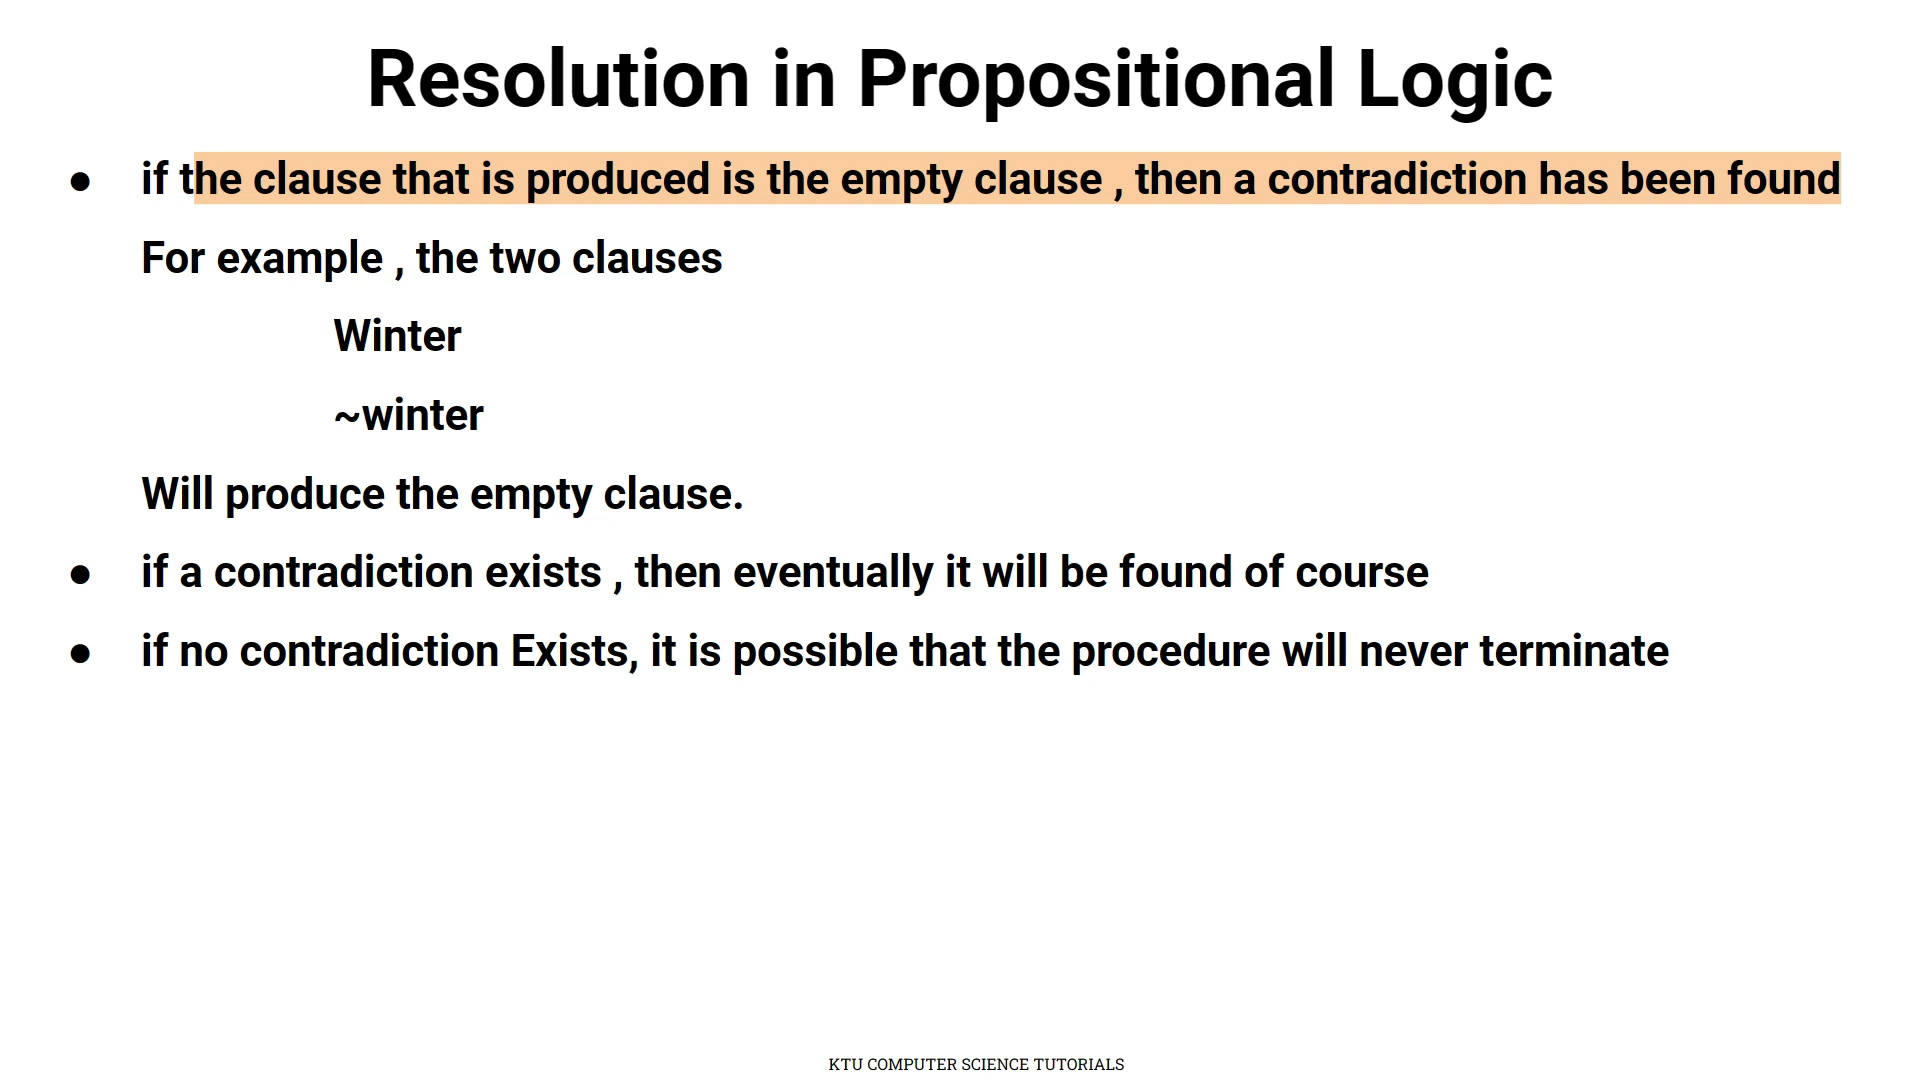 Resolution in Propositional Logic
● if the clause that is produced is the empty clause , then a contradiction has been found
For example , the two clauses
Winter
~winter
Will produce the empty clause.
● if a contradiction exists , then eventually it will be found of course
● if no contradiction Exists, it is possible that the procedure will never terminate
KTU COMPUTER SCIENCE TUTORIALS